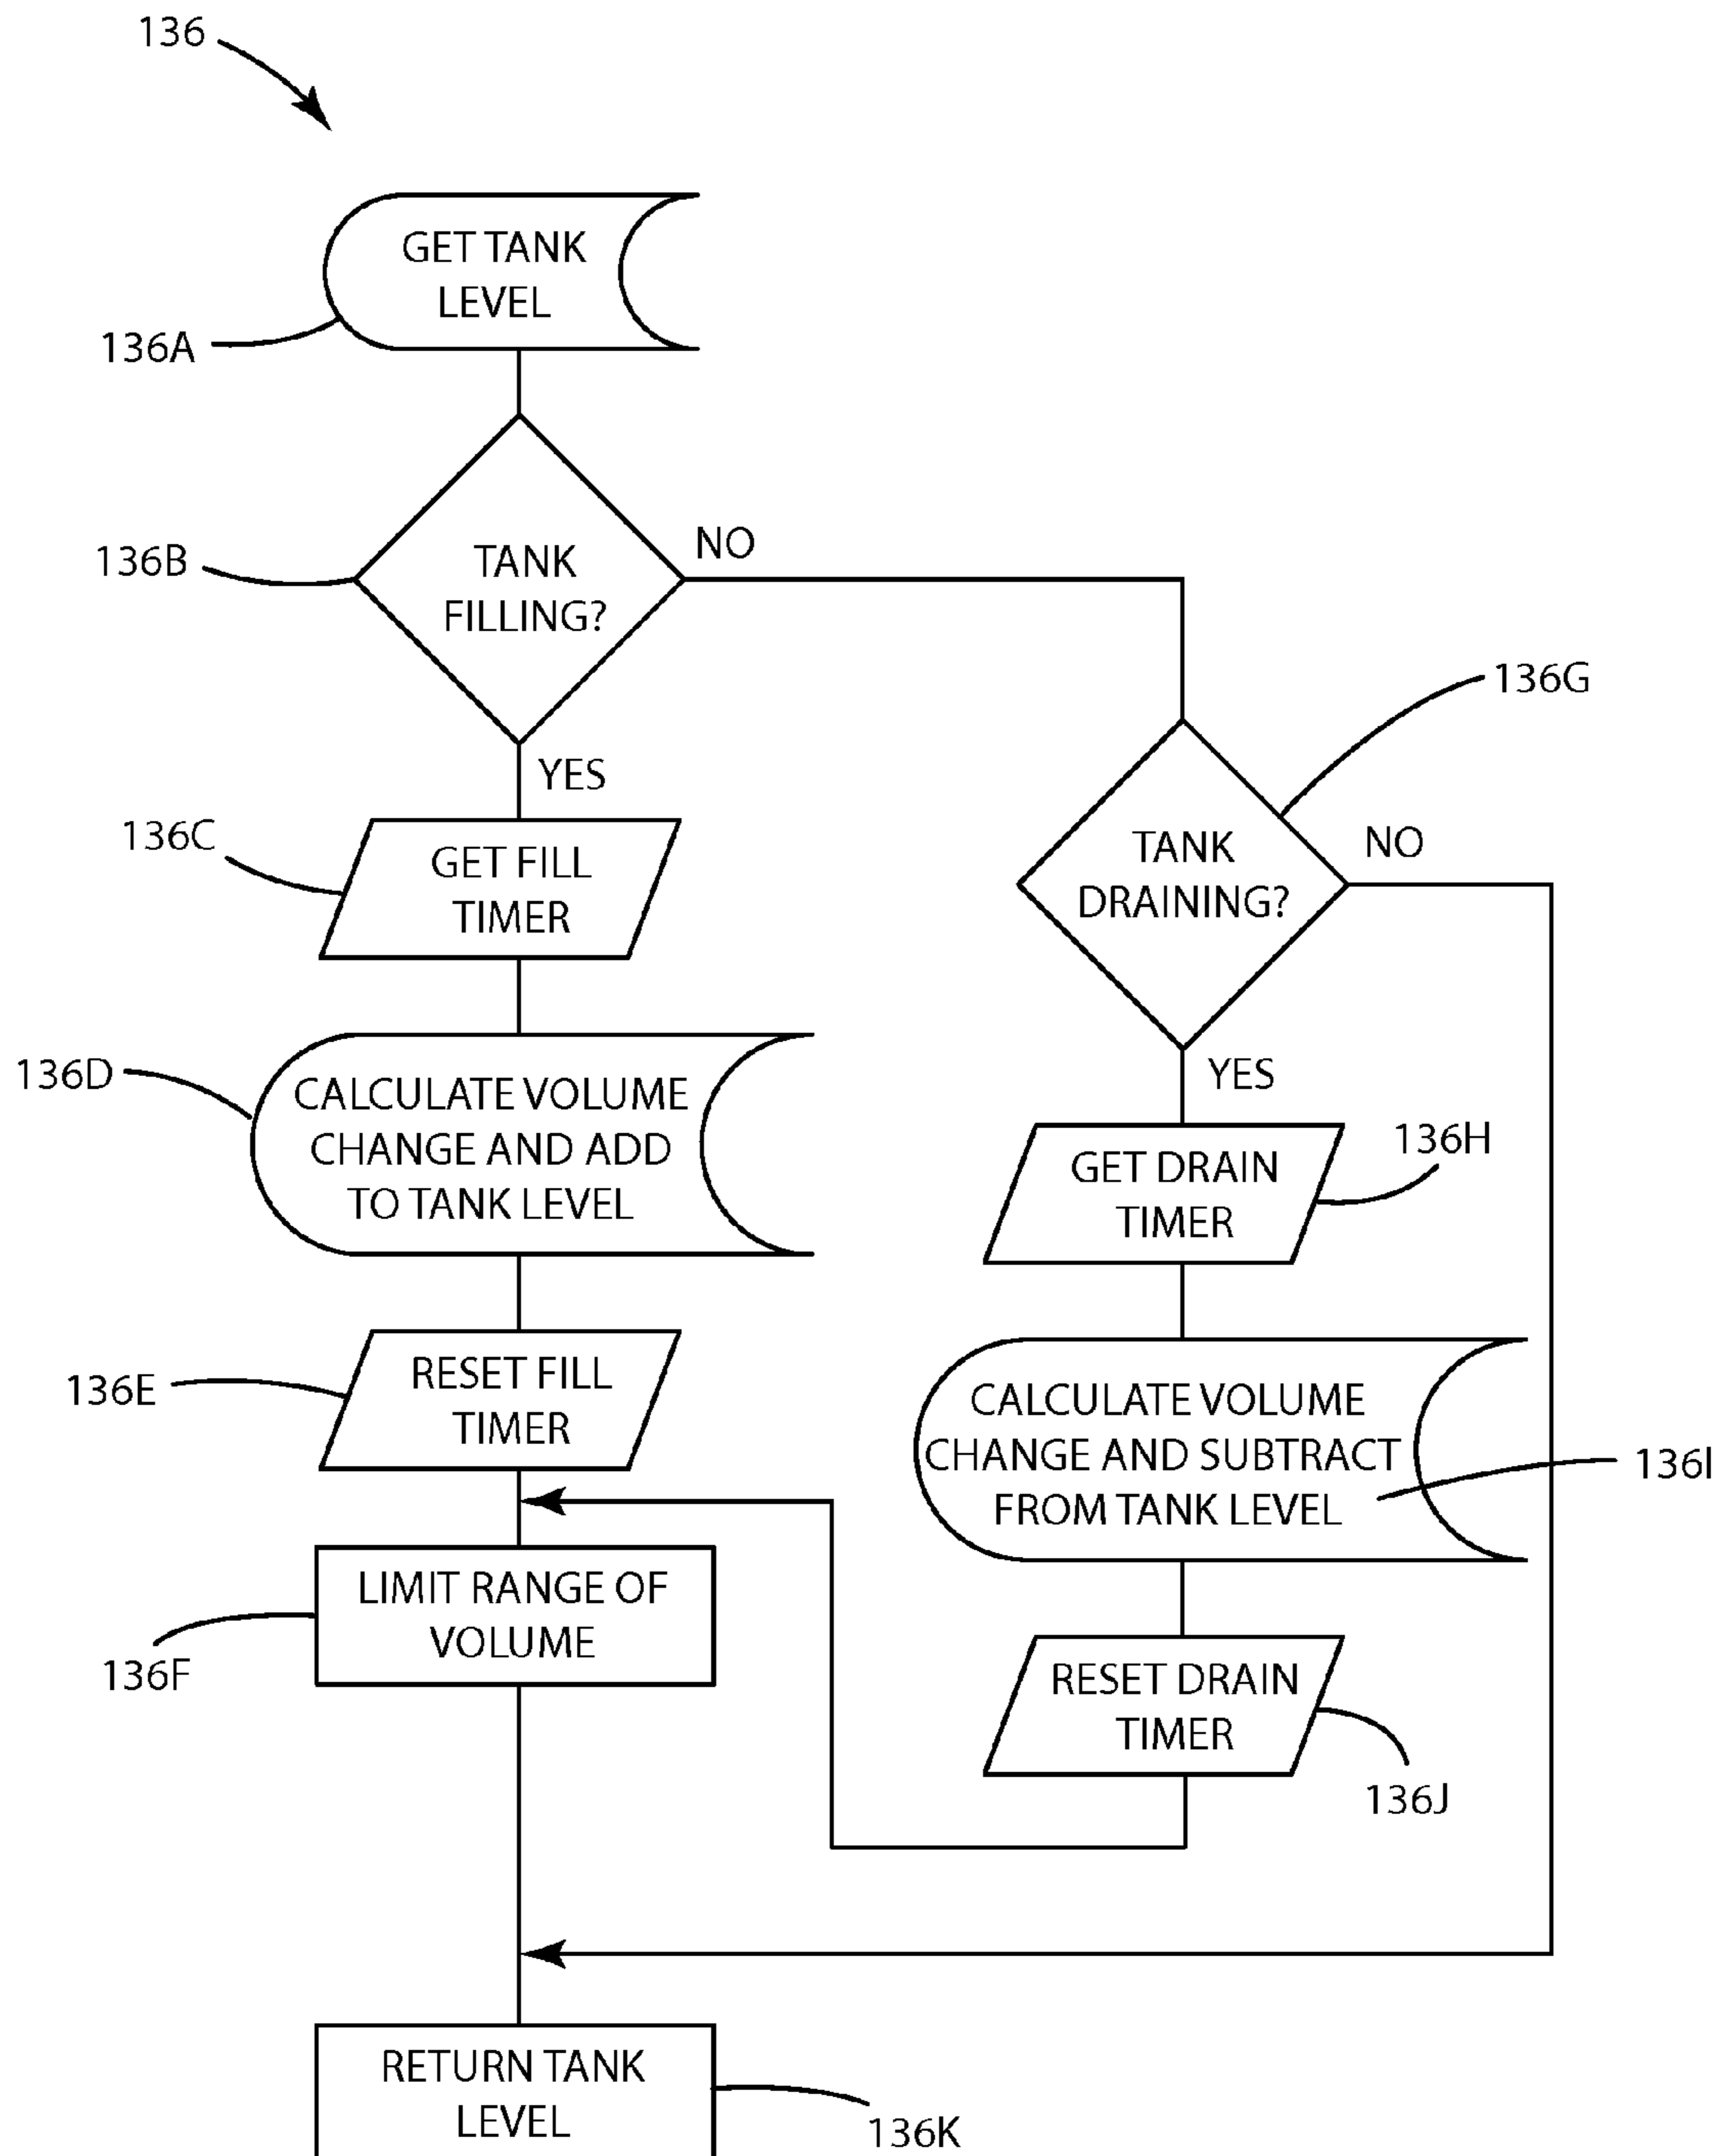 136
GET TANK
LEVEL
136A
TANK
FILLING?
136B
NO
YES
136C
GET FILL
TIMER
136D
CALCULATE VOLUME
CHANGE AND ADD
TO TANK LEVEL
136E
RESET FILL
TIMER
LIMIT RANGE OF
VOLUME
136F
136G
TANK
DRAINING?
NO
YES
136H
GET DRAIN
TIMER
CALCULATE VOLUME
CHANGE AND SUBTRACT
FROM TANK LEVEL
136I
RESET DRAIN
TIMER
136J
RETURN TANK
LEVEL
136K